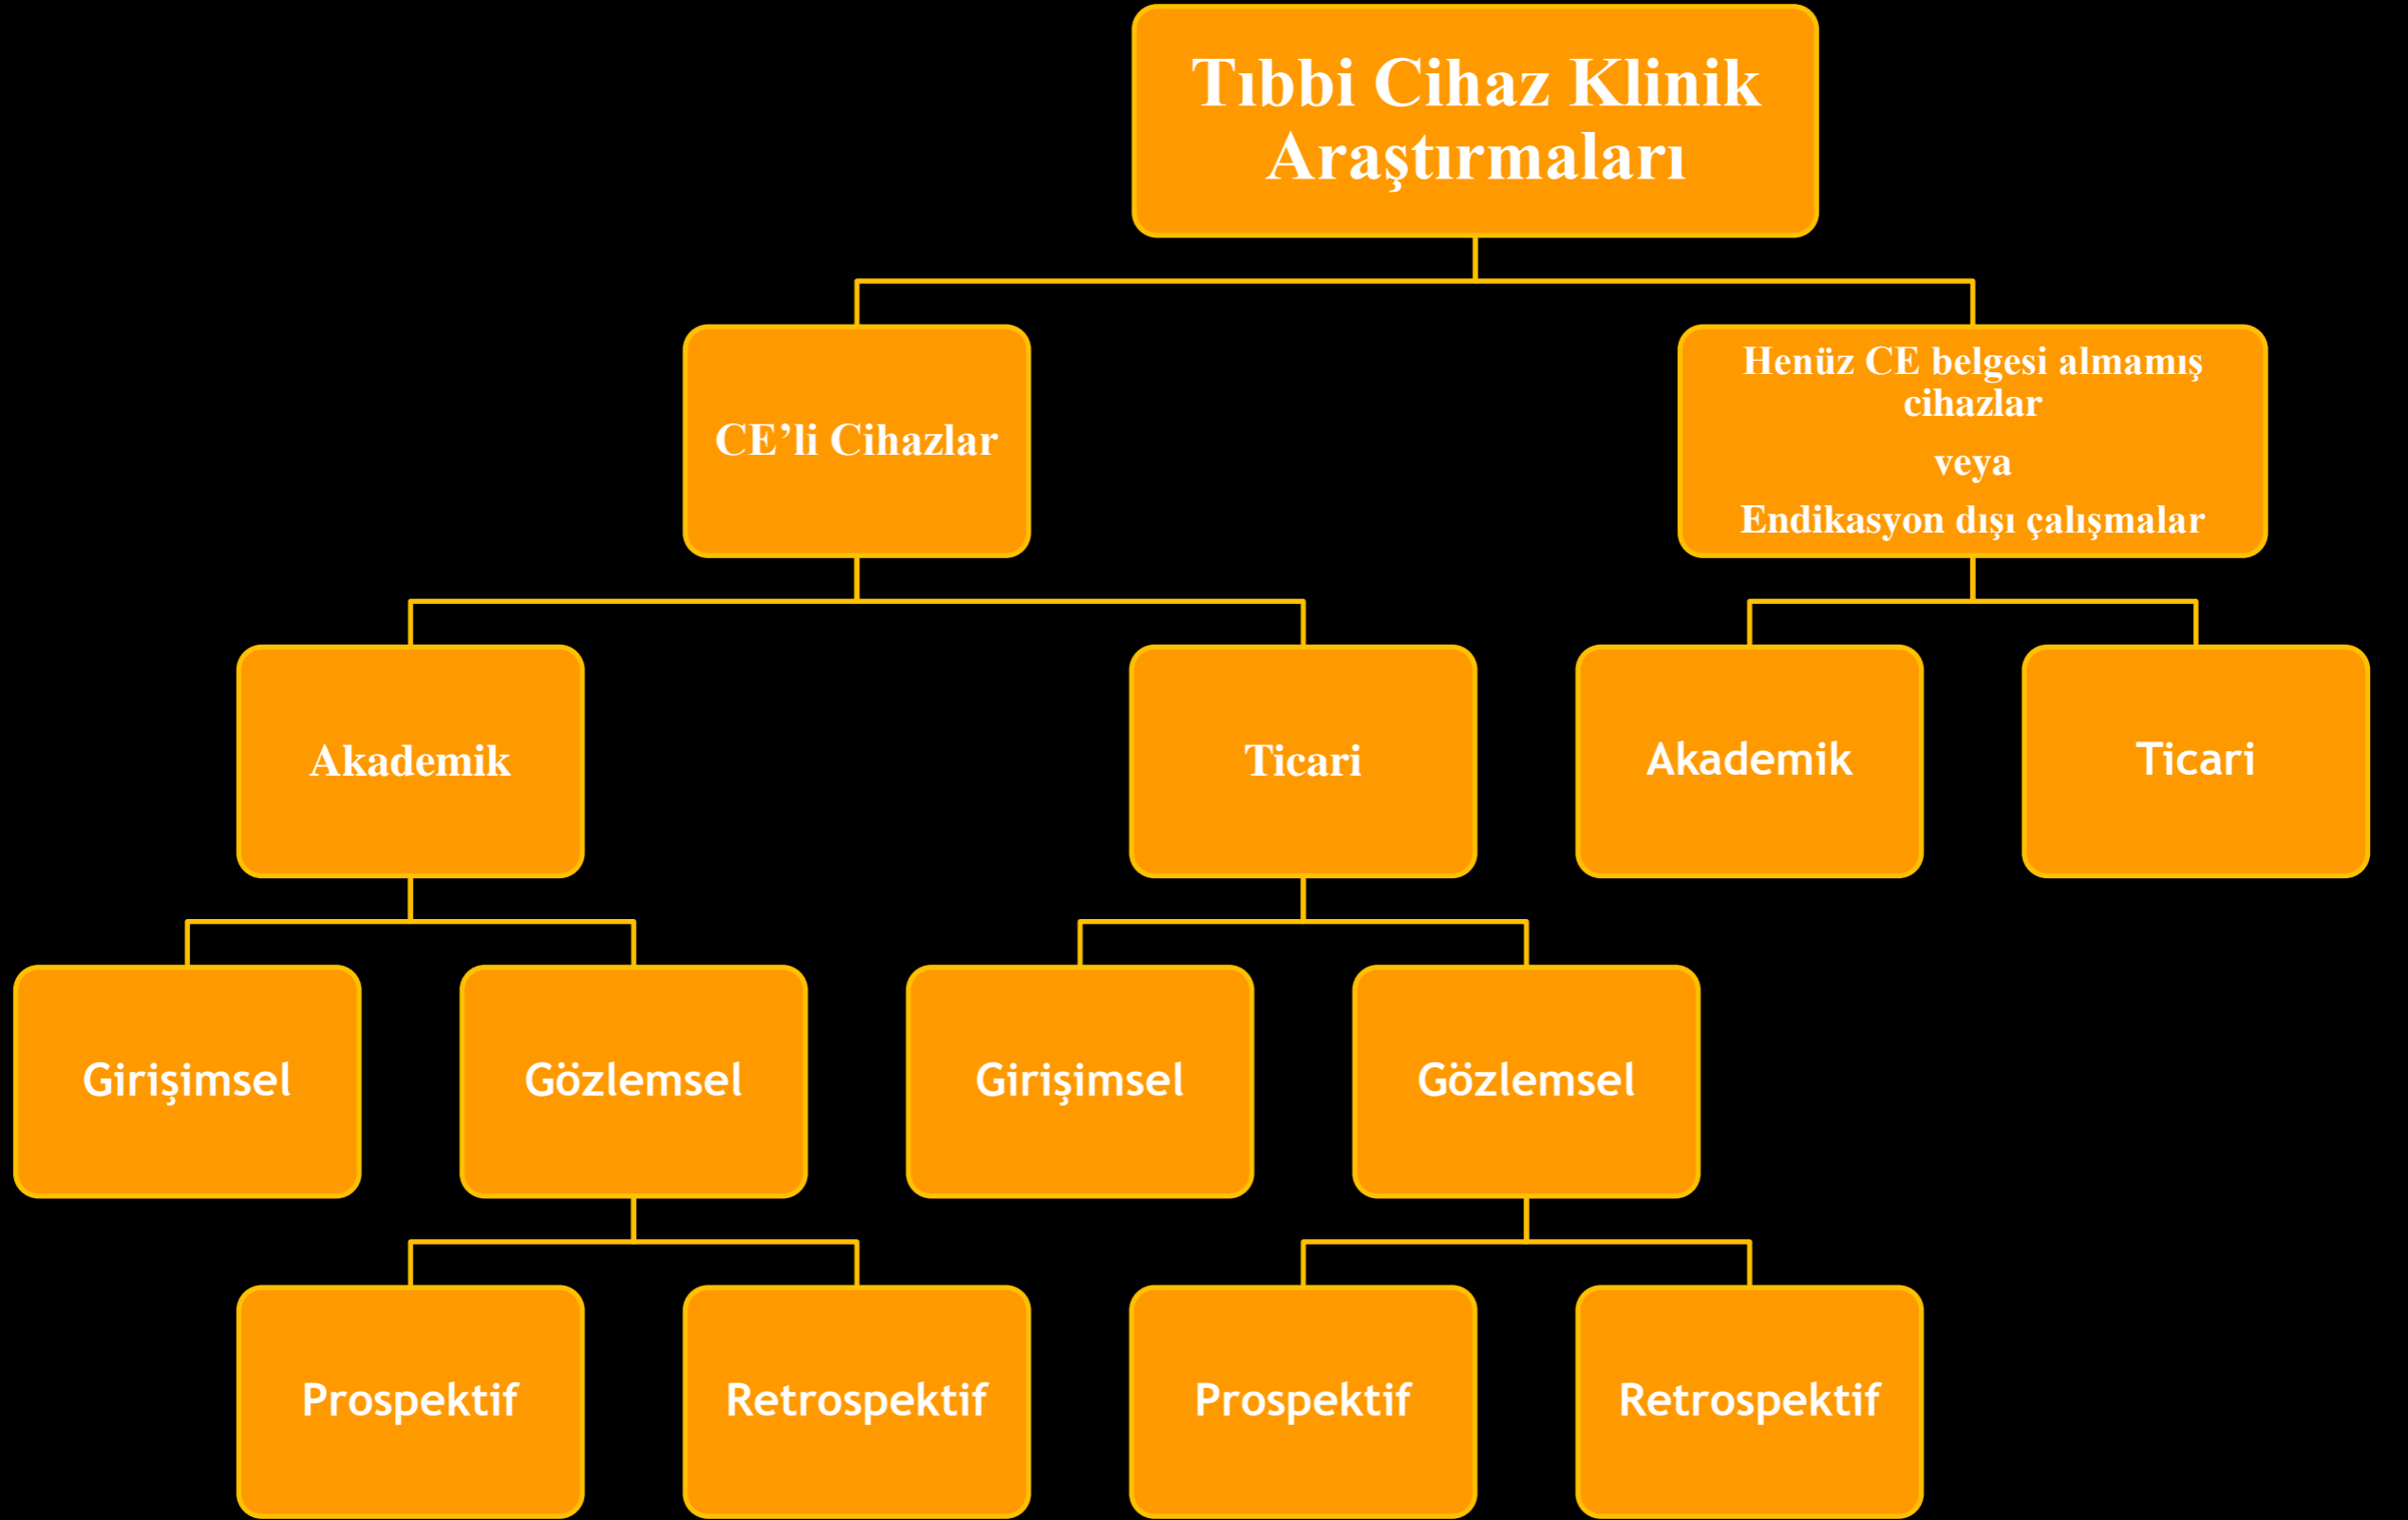 Tıbbi Cihaz Klinik
Araştırmaları
CE’li Cihazlar
Henüz CE belgesi almamış
cihazlar
veya
Endikasyon dışı çalışmalar
Akademik
Ticari
Akademik
Ticari
Girişimsel
Gözlemsel
Girişimsel
Gözlemsel
Prospektif
Retrospektif
Prospektif
Retrospektif